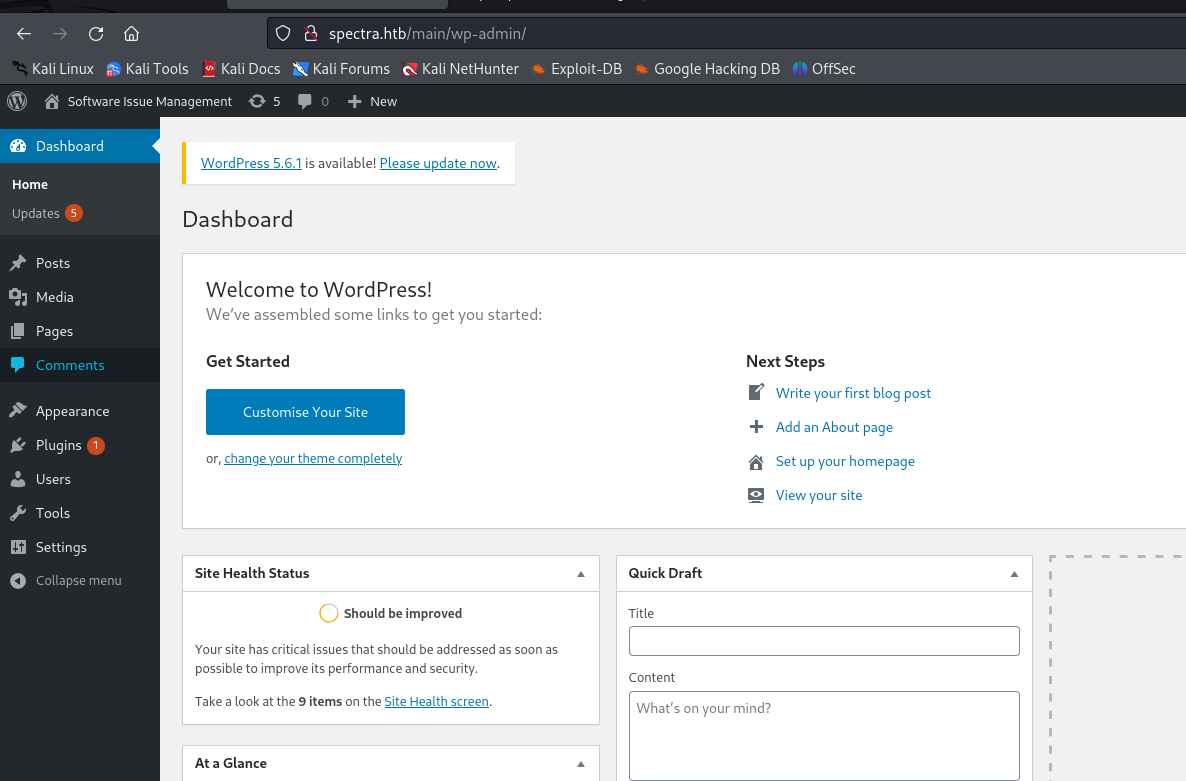 spectra.htb/main/wp-admin/
Kali Linux Kali Tools Kali Docs Kali Forums Kali NetHunter Exploit-DB Google Hacking DB OffSec
Software Issue Management 5 0 New
Dashboard
Home
Updates 5
Posts
Media
Pages
Comments
Appearance
Plugins 1
Users
Tools
Settings
Collapse menu
WordPress 5.6.1 is available! Please update now.
Dashboard
Welcome to WordPress!
We've assembled some links to get you started:
Get Started
Customise Your Site
or, change your theme completely
Next Steps
Write your first blog post
Add an About page
Set up your homepage
View your site
Site Health Status
Should be improved
Your site has critical issues that should be addressed as soon as
possible to improve its performance and security.
Take a look at the 9 items on the Site Health screen.
At a Glance
Quick Draft
Title
Content
What's on your mind?